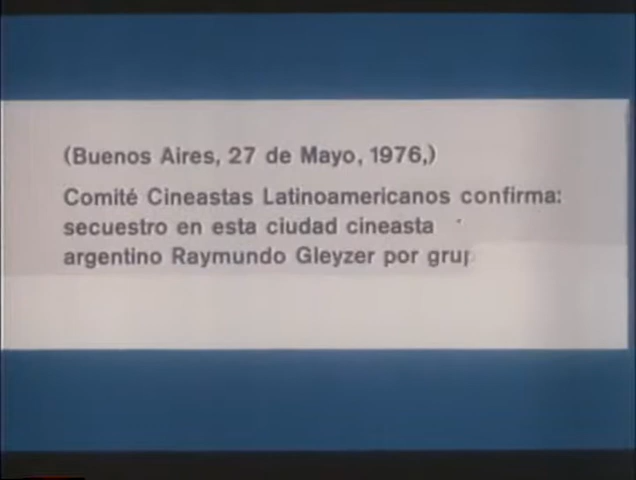 (Buenos Aires, 27 de Mayo, 1976,)
Comité Cineastas Latinoamericanos confirma:
secuestro en esta ciudad cineasta
argentino Raymundo Gleyzer por